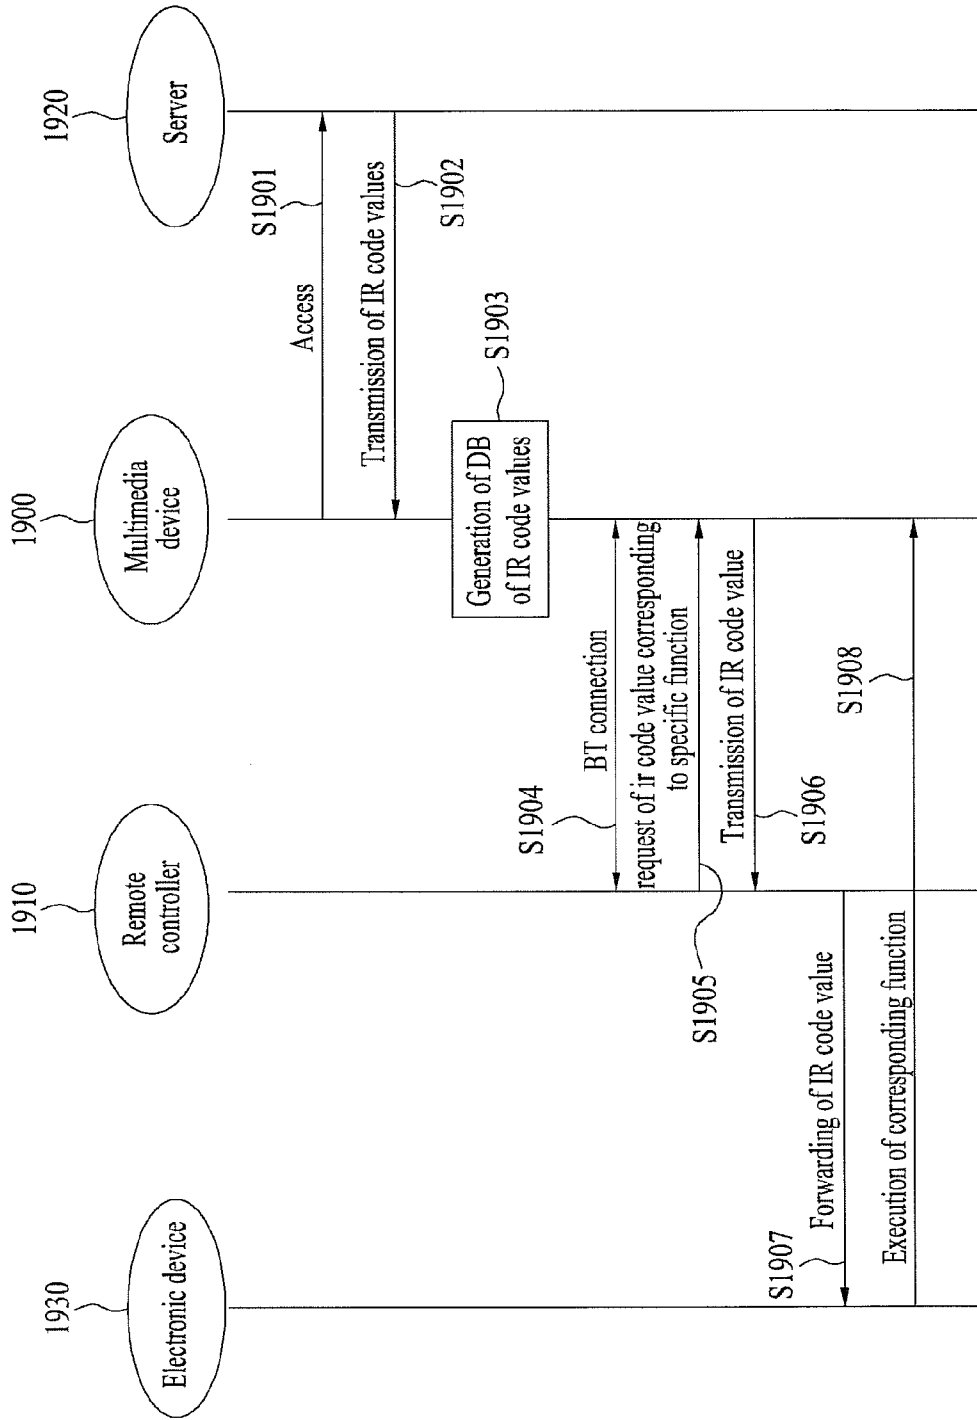 1930
Electronic device
1910
Remote
controller
1900
Multimedia
device
1920
Server
Access
S1901
Transmission of IR code values
S1902
Generation of DB
of IR code values
S1903
S1904
BT connection
request of ir code value corresponding
to specific function
S1905
Transmission of IR code value
S1906
S1907
Forwarding of IR code value
Execution of corresponding function
S1908